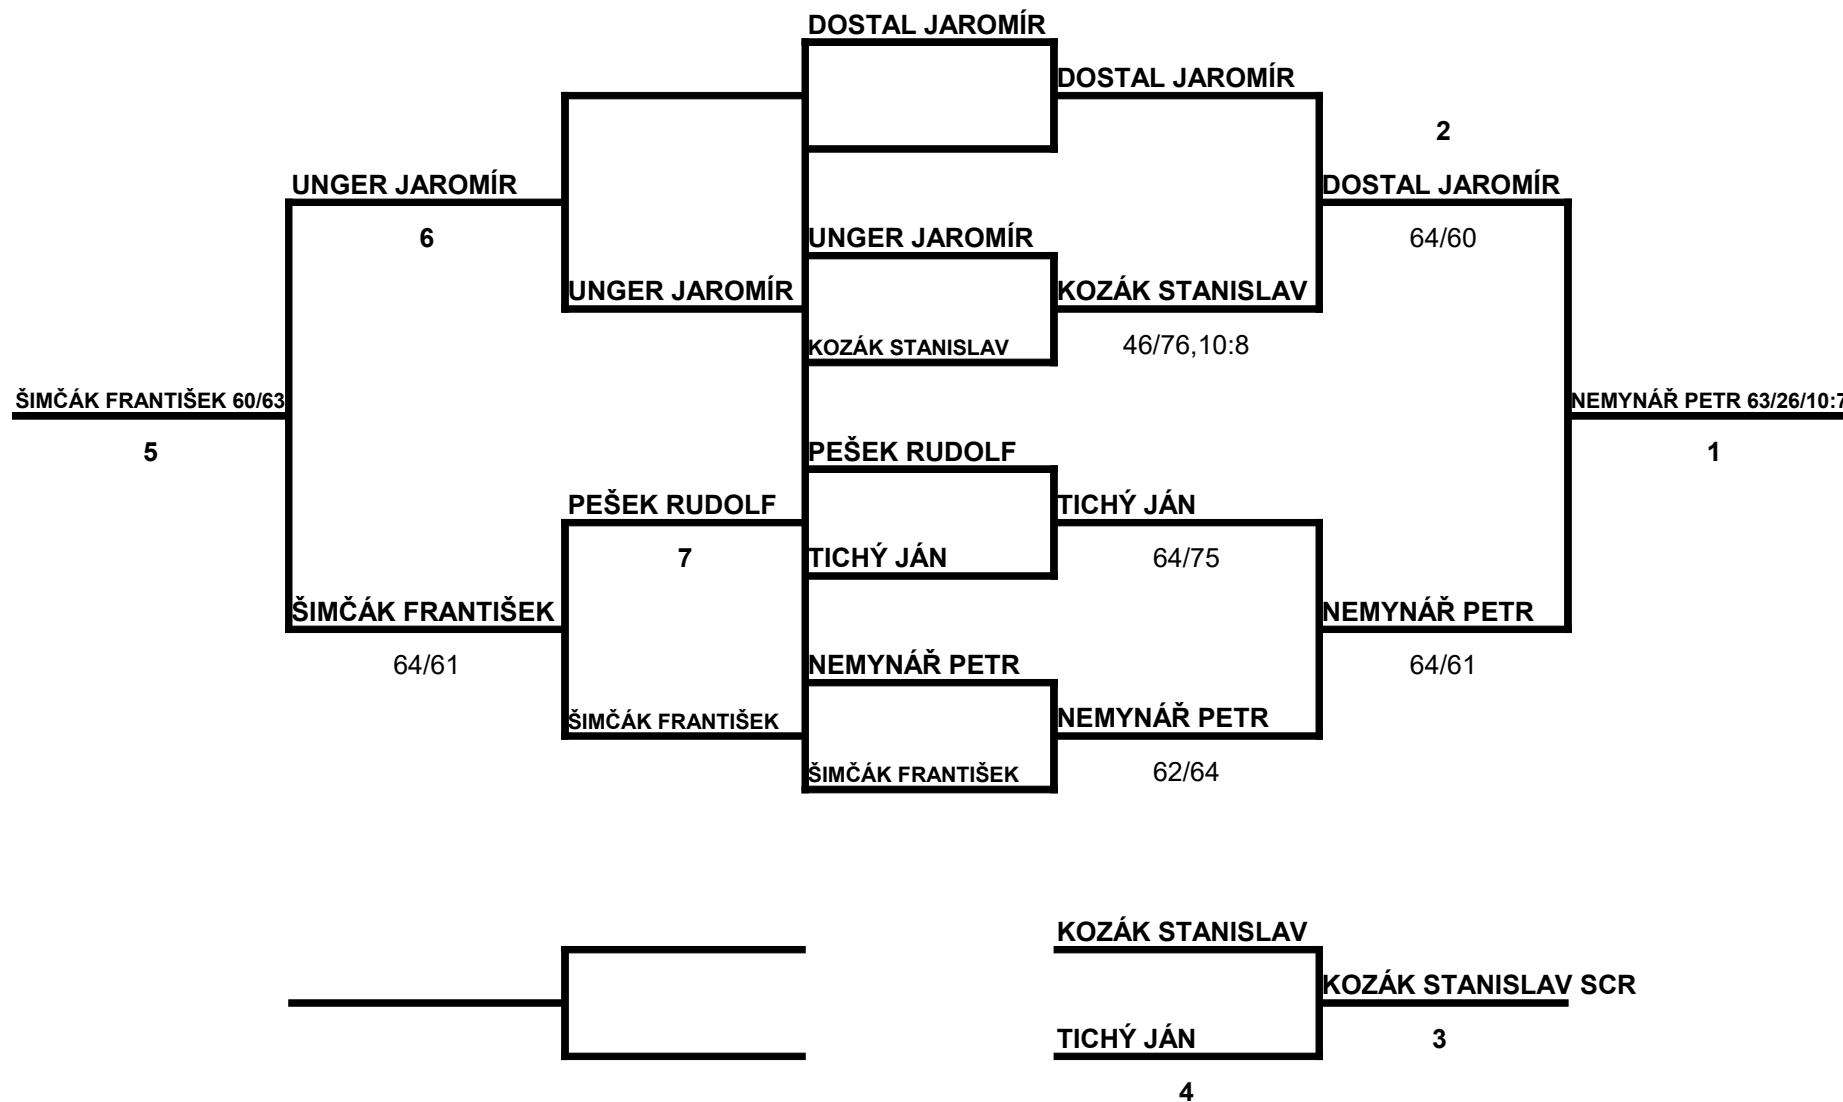 DOSTAL JAROMÍR
DOSTAL JAROMÍR
2
UNGER JAROMÍR
DOSTAL JAROMÍR
6
UNGER JAROMÍR
64/60
UNGER JAROMÍR
KOZÁK STANISLAV
KOZÁK STANISLAV
46/76,10:8
ŠIMČÁK FRANTIŠEK 60/63
NEMYNÁŘ PETR 63/26/10:7
5
PEŠEK RUDOLF
1
PEŠEK RUDOLF
TICHÝ JÁN
7
TICHÝ JÁN
64/75
ŠIMČÁK FRANTIŠEK
NEMYNÁŘ PETR
64/61
NEMYNÁŘ PETR
64/61
ŠIMČÁK FRANTIŠEK
NEMYNÁŘ PETR
ŠIMČÁK FRANTIŠEK
62/64
KOZÁK STANISLAV
KOZÁK STANISLAV SCR
TICHÝ JÁN
3
4